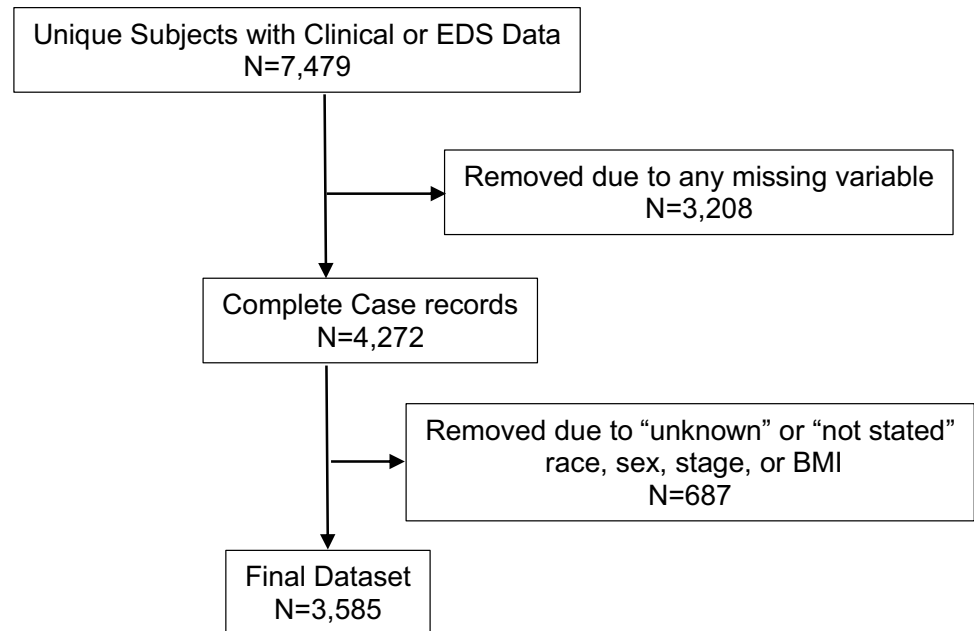 Unique Subjects with Clinical or EDS Data
N=7,479
Removed due to any missing variable
N=3,208
Complete Case records
N=4,272
Removed due to “unknown” or “not stated”
race, sex, stage, or BMI
N=687
Final Dataset
N=3,585